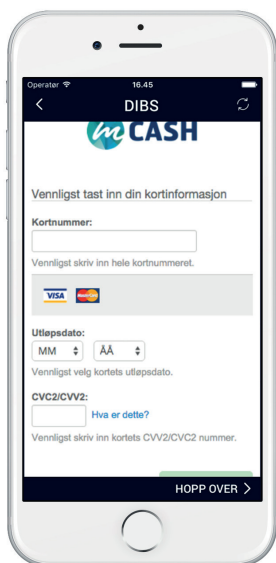 Operatør 16.45
DIBS
mCASH
Vennligst tast inn din kortinformasjon
Kortnummer:
Vennligst skriv inn hele kortnummeret.
VISA MasterCard
Utløpsdato:
MM ÅÅ
Vennligst velg kortets utløpsdato.
CVC2/CVV2:
Hva er dette?
Vennligst skriv inn kortets CVV2/CVC2 nummer.
HOPP OVER